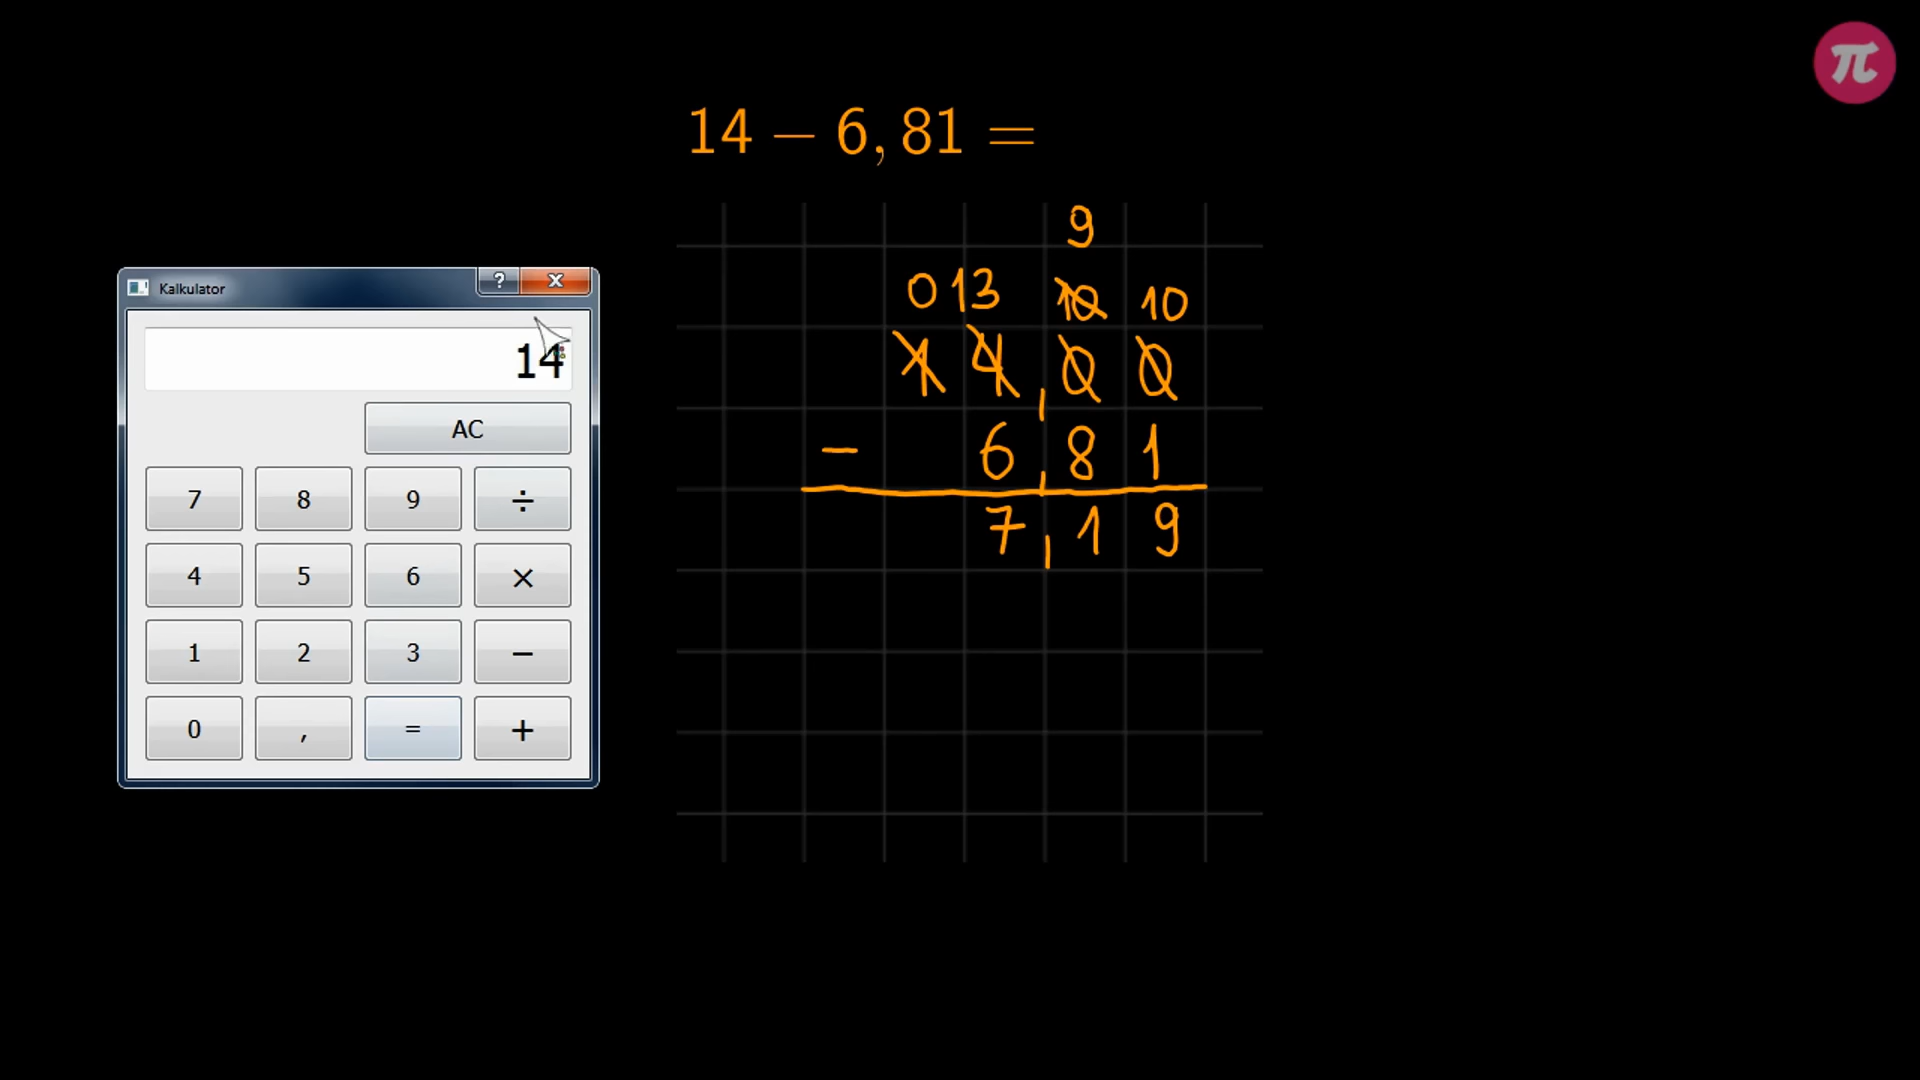 π
14 − 6,81 =
9
0 13 10 10
1 4,0 0
− 6,8 1
7,1 9
Kalkulator
?
x
14
AC
7 8 9 ÷
4 5 6 ×
1 2 3 −
0 , = +